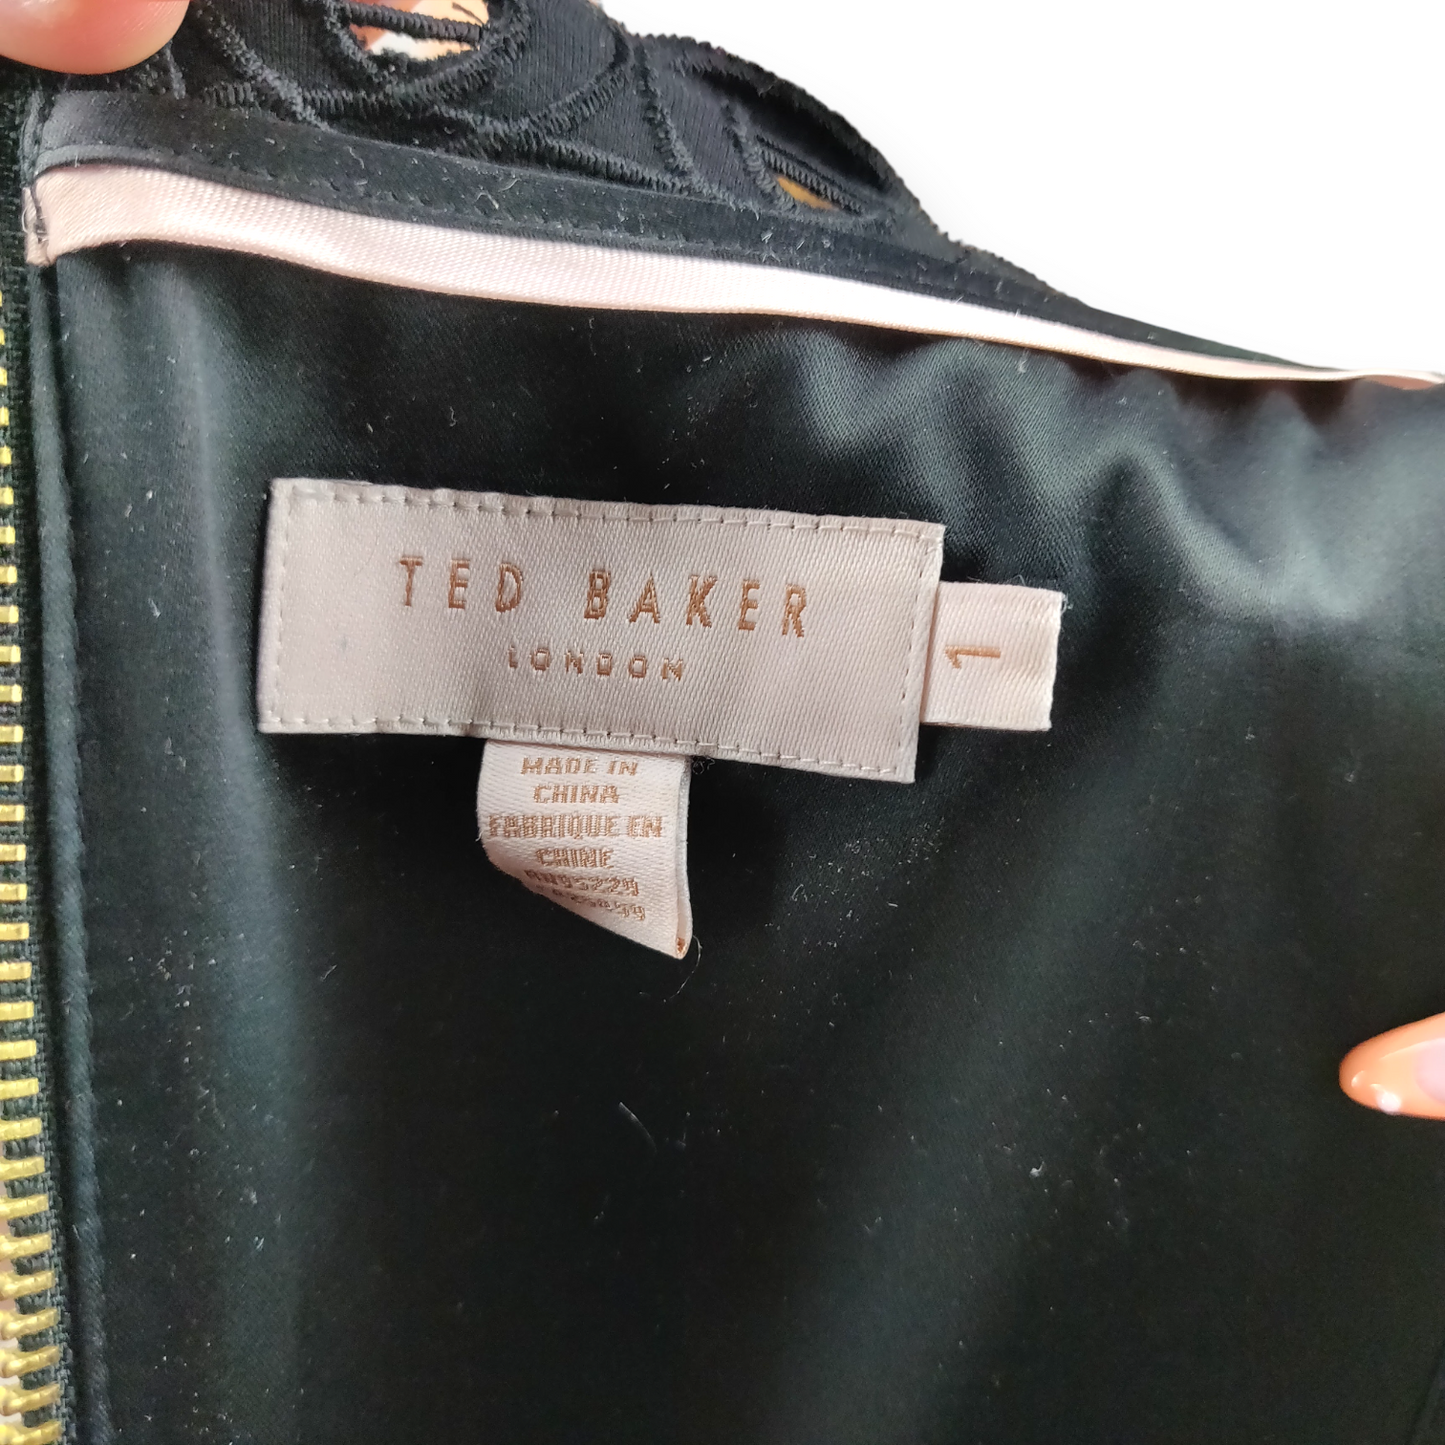 TED BAKER
LONDON
1
MADE IN
CHINA
FABRIQUE EN
CHINE